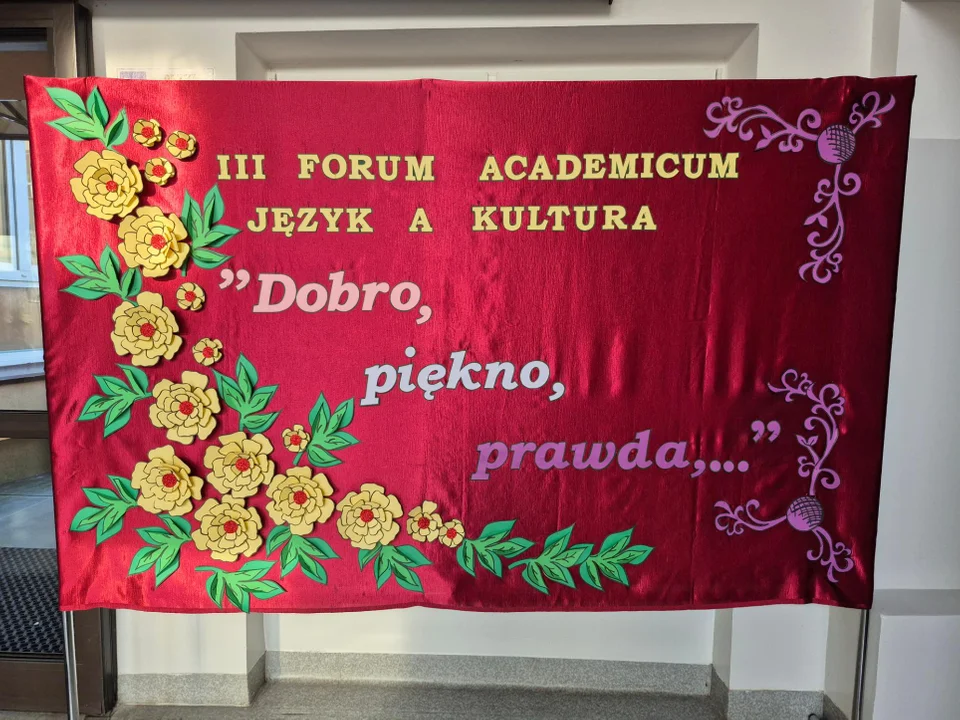 III FORUM ACADEMICUM
JĘZYK A KULTURA
”Dobro,
piękno,
prawda,...”